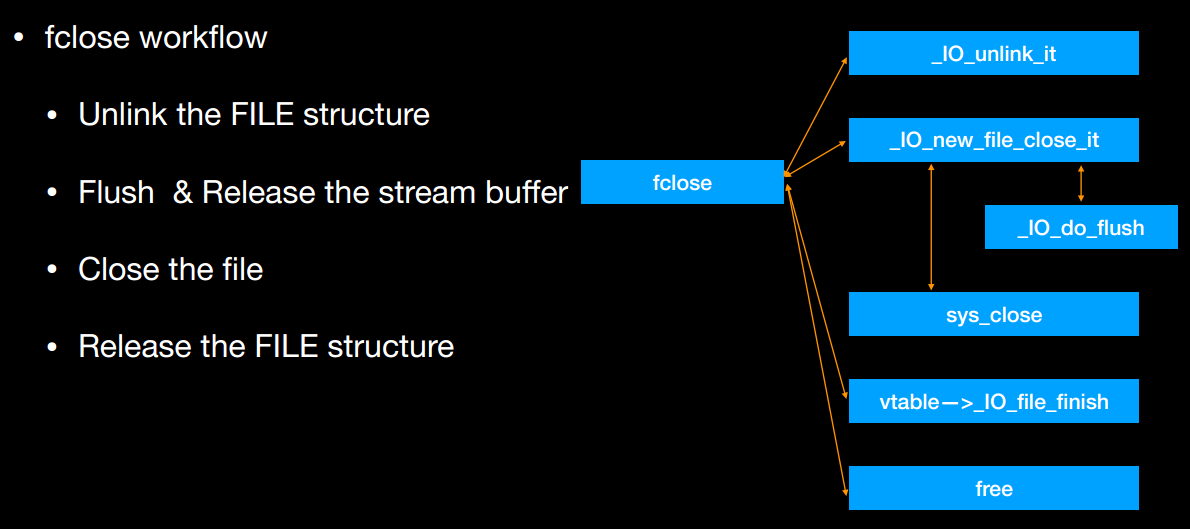 • fclose workflow
• Unlink the FILE structure
• Flush & Release the stream buffer
• Close the file
• Release the FILE structure
fclose
_IO_unlink_it
_IO_new_file_close_it
_IO_do_flush
sys_close
vtable—>_IO_file_finish
free